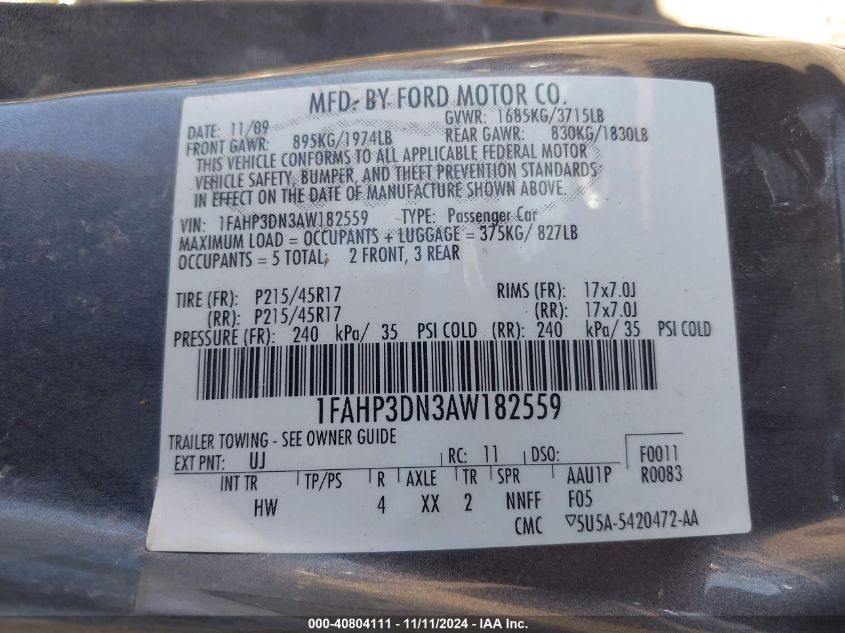 MFD. BY FORD MOTOR CO.
DATE: 11/09 GVWR: 1685KG/3715LB
FRONT GAWR: 895KG/1974LB REAR GAWR: 830KG/1830LB
THIS VEHICLE CONFORMS TO ALL APPLICABLE FEDERAL MOTOR
VEHICLE SAFETY, BUMPER, AND THEFT PREVENTION STANDARDS
IN EFFECT ON THE DATE OF MANUFACTURE SHOWN ABOVE.
VIN: 1FAHP3DN3AW182559 TYPE: Passenger Car
MAXIMUM LOAD = OCCUPANTS + LUGGAGE = 375KG/ 827LB
OCCUPANTS = 5 TOTAL, 2 FRONT, 3 REAR
TIRE (FR): P215/45R17 RIMS (FR): 17x7.0J
(RR): P215/45R17 (RR): 17x7.0J
PRESSURE (FR): 240 kPa/ 35 PSI COLD (RR): 240 kPa/ 35 PSI COLD
1FAHP3DN3AW182559
TRAILER TOWING - SEE OWNER GUIDE
EXT PNT: UJ RC: 11 DSO: F0011
INT TR TP/PS R AXLE TR SPR AAU1P R0083
HW 4 XX 2 NNFF F05
CMC ▽5U5A-5420472-AA
000-40804111 - 11/11/2024 - IAAI Inc.